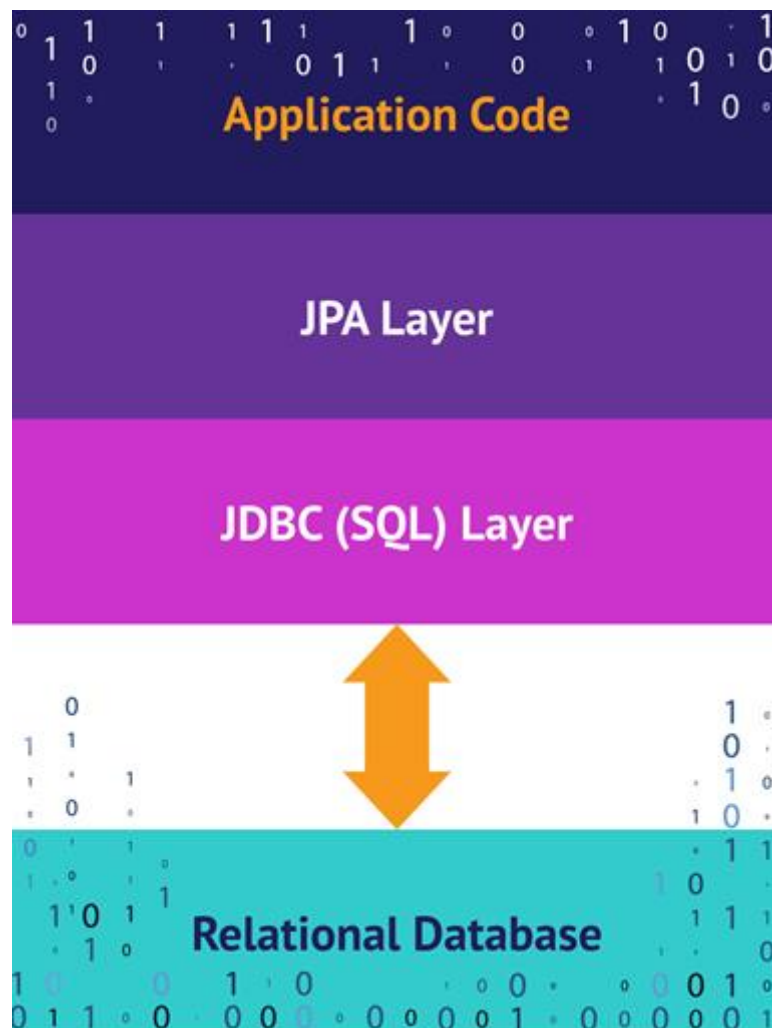 Application Code
JPA Layer
JDBC (SQL) Layer
Relational Database